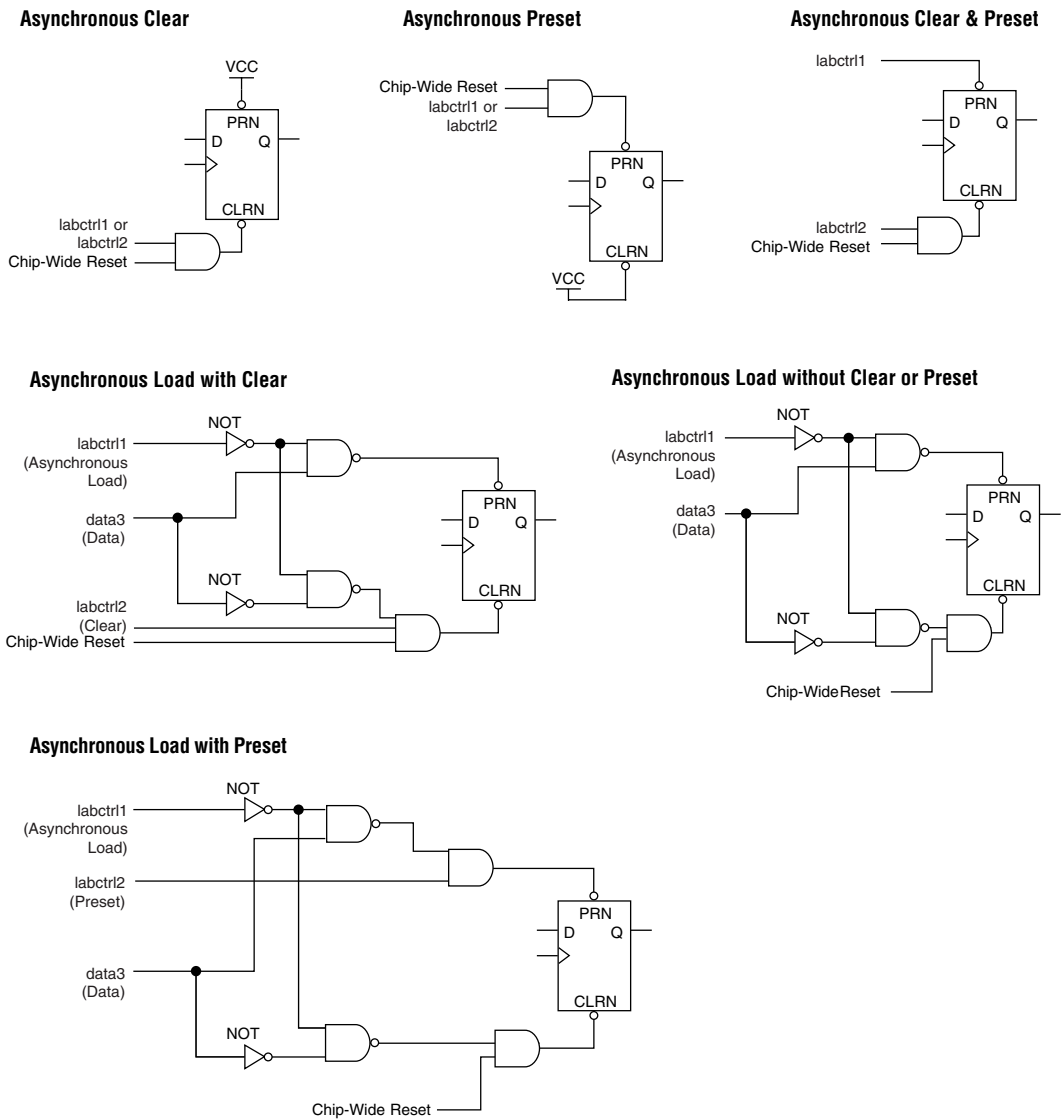 Asynchronous Clear
VCC
PRN
D Q
CLRN
labctrl1 or
labctrl2
Chip-Wide Reset
Asynchronous Preset
Chip-Wide Reset
labctrl1 or
labctrl2
PRN
D Q
CLRN
VCC
Asynchronous Clear & Preset
labctrl1
PRN
D Q
CLRN
labctrl2
Chip-Wide Reset
Asynchronous Load with Clear
NOT
labctrl1
(Asynchronous
Load)
PRN
D Q
data3
(Data)
NOT
CLRN
labctrl2
(Clear)
Chip-Wide Reset
Asynchronous Load without Clear or Preset
NOT
labctrl1
(Asynchronous
Load)
PRN
D Q
data3
(Data)
CLRN
NOT
Chip-WideReset
Asynchronous Load with Preset
NOT
labctrl1
(Asynchronous
Load)
labctrl2
(Preset)
PRN
D Q
data3
(Data)
CLRN
NOT
Chip-Wide Reset